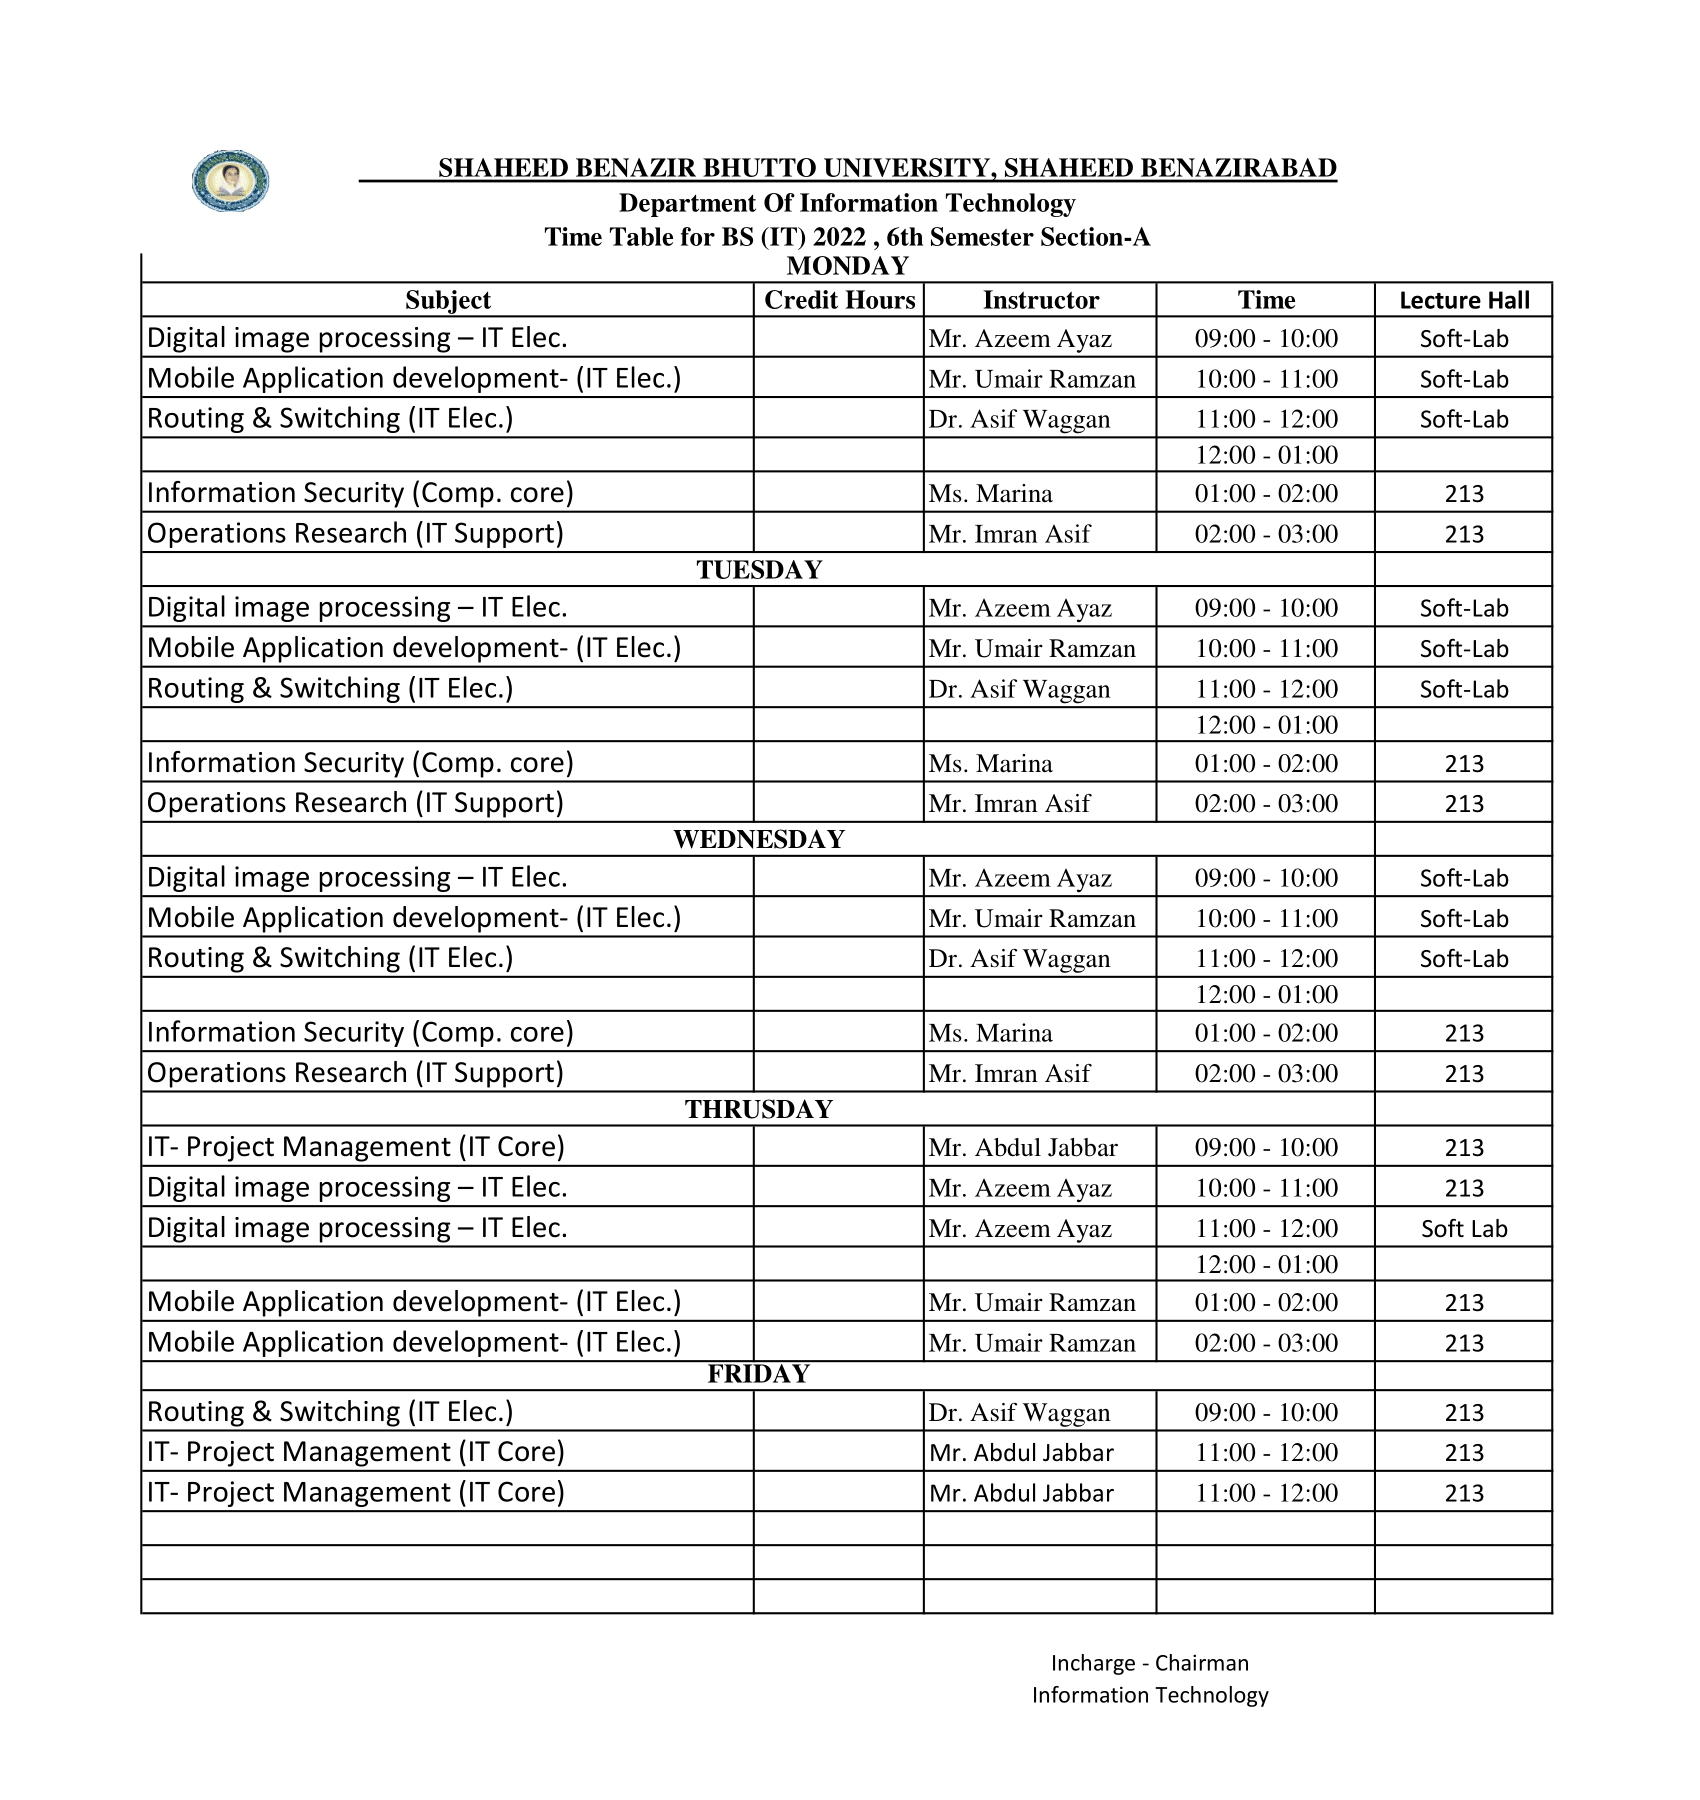 SHAHEED BENAZIR BHUTTO UNIVERSITY, SHAHEED BENAZIRABAD
Department Of Information Technology
Time Table for BS (IT) 2022 , 6th Semester Section-A
MONDAY
Subject Credit Hours Instructor Time Lecture Hall
Digital image processing – IT Elec. Mr. Azeem Ayaz 09:00 - 10:00 Soft-Lab
Mobile Application development- (IT Elec.) Mr. Umair Ramzan 10:00 - 11:00 Soft-Lab
Routing & Switching (IT Elec.) Dr. Asif Waggan 11:00 - 12:00 Soft-Lab
12:00 - 01:00
Information Security (Comp. core) Ms. Marina 01:00 - 02:00 213
Operations Research (IT Support) Mr. Imran Asif 02:00 - 03:00 213
TUESDAY
Digital image processing – IT Elec. Mr. Azeem Ayaz 09:00 - 10:00 Soft-Lab
Mobile Application development- (IT Elec.) Mr. Umair Ramzan 10:00 - 11:00 Soft-Lab
Routing & Switching (IT Elec.) Dr. Asif Waggan 11:00 - 12:00 Soft-Lab
12:00 - 01:00
Information Security (Comp. core) Ms. Marina 01:00 - 02:00 213
Operations Research (IT Support) Mr. Imran Asif 02:00 - 03:00 213
WEDNESDAY
Digital image processing – IT Elec. Mr. Azeem Ayaz 09:00 - 10:00 Soft-Lab
Mobile Application development- (IT Elec.) Mr. Umair Ramzan 10:00 - 11:00 Soft-Lab
Routing & Switching (IT Elec.) Dr. Asif Waggan 11:00 - 12:00 Soft-Lab
12:00 - 01:00
Information Security (Comp. core) Ms. Marina 01:00 - 02:00 213
Operations Research (IT Support) Mr. Imran Asif 02:00 - 03:00 213
THRUSDAY
IT- Project Management (IT Core) Mr. Abdul Jabbar 09:00 - 10:00 213
Digital image processing – IT Elec. Mr. Azeem Ayaz 10:00 - 11:00 213
Digital image processing – IT Elec. Mr. Azeem Ayaz 11:00 - 12:00 Soft Lab
12:00 - 01:00
Mobile Application development- (IT Elec.) Mr. Umair Ramzan 01:00 - 02:00 213
Mobile Application development- (IT Elec.) Mr. Umair Ramzan 02:00 - 03:00 213
FRIDAY
Routing & Switching (IT Elec.) Dr. Asif Waggan 09:00 - 10:00 213
IT- Project Management (IT Core) Mr. Abdul Jabbar 11:00 - 12:00 213
IT- Project Management (IT Core) Mr. Abdul Jabbar 11:00 - 12:00 213
Incharge - Chairman
Information Technology